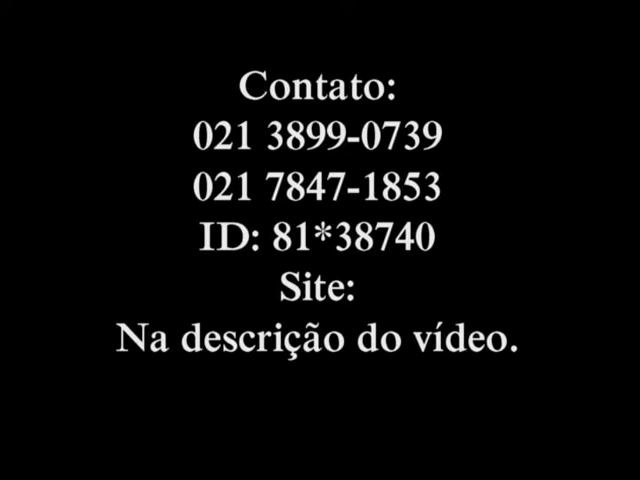 Contato:
021 3899-0739
021 7847-1853
ID: 81*38740
Site:
Na descrição do vídeo.